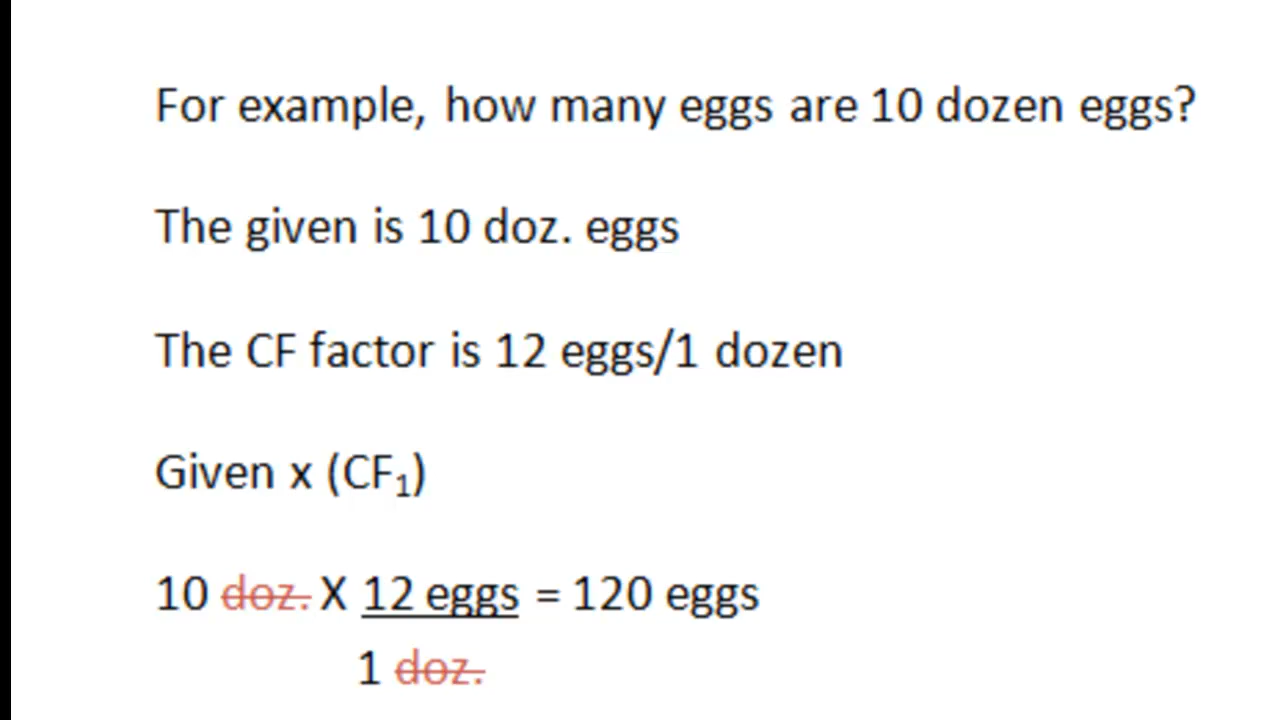 For example, how many eggs are 10 dozen eggs?
The given is 10 doz. eggs
The CF factor is 12 eggs/1 dozen
Given x (CF₁)
10 doz. X 12 eggs = 120 eggs
1 doz.